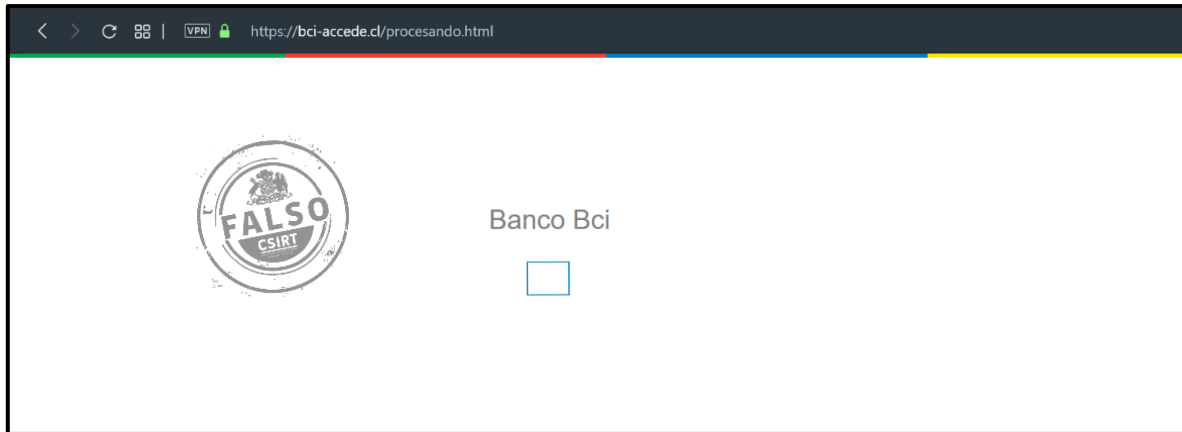 VPN https://bci-accede.cl/procesando.html
FALSO
CSIRT
Banco Bci